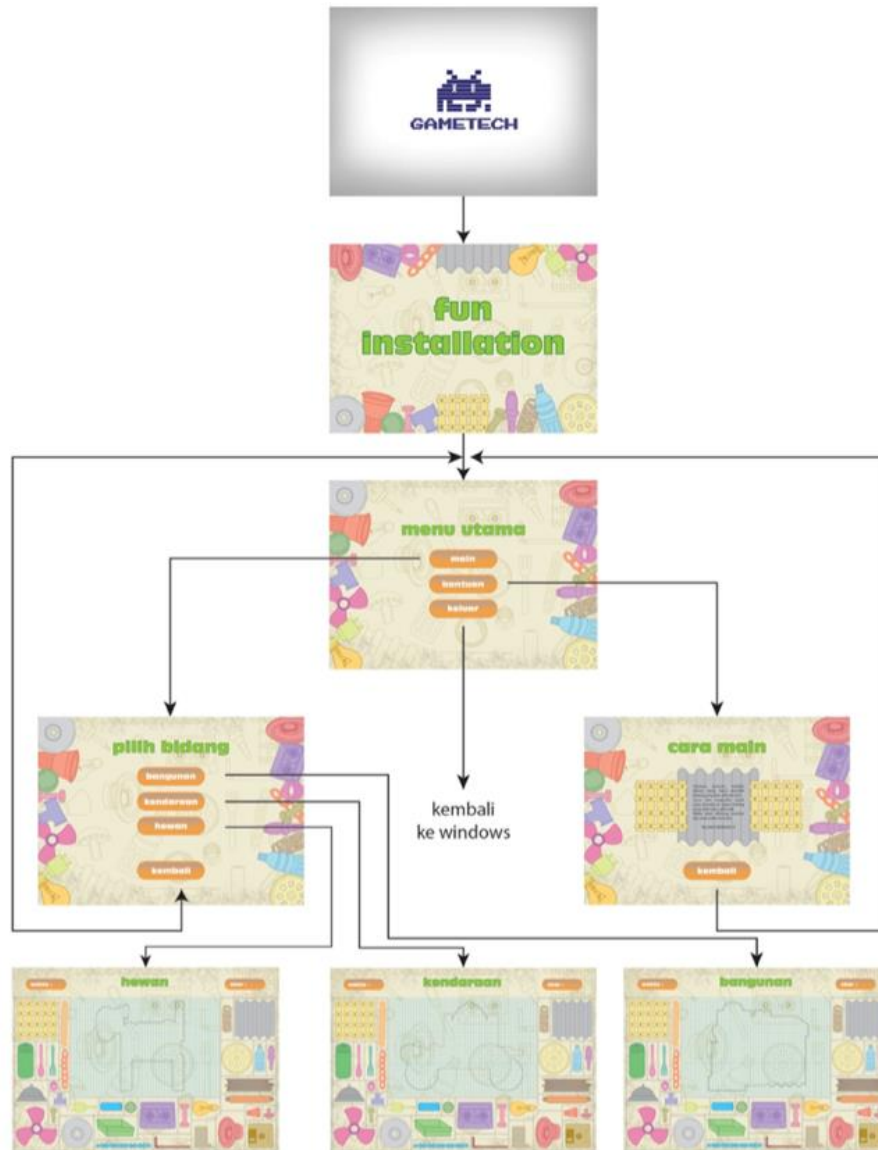 GAMETECH
fun
installation
menu utama
main
bantuan
keluar
pilih bidang
bangunan
kendaraan
hewan
kembali
kembali
ke windows
cara main
kembali
hewan
kendaraan
bangunan